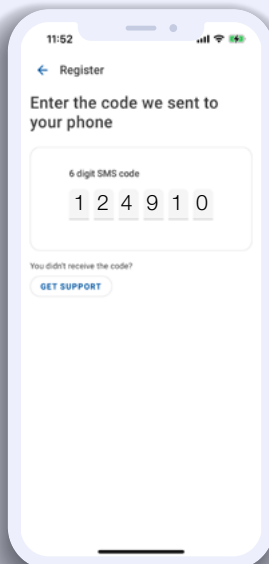 11:52
Register
Enter the code we sent to
your phone
6 digit SMS code
1 2 4 9 1 0
You didn't receive the code?
GET SUPPORT